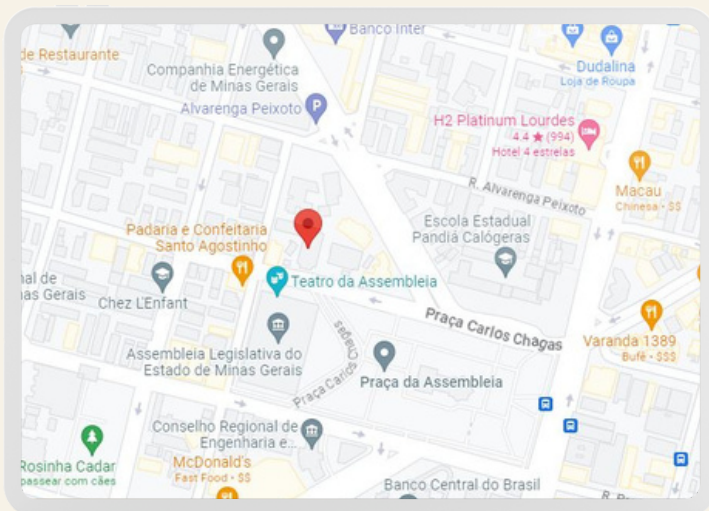 Banco Inter
de Restaurante
Companhia Energética
de Minas Gerais
Dudalina
Loja de Roupa
Alvarenga Peixoto
P
H2 Platinum Lourdes
4.4 ★ (994)
Hotel 4 estrelas
R. Alvarenga Peixoto
Macau
Chinesa • $$
Padaria e Confeitaria
Santo Agostinho
Escola Estadual
Pandiá Calógeras
nal de
nas Gerais
Chez L'Enfant
Teatro da Assembleia
Praça Carlos Chagas
Varanda 1389
Bufê • $$$
Assembleia Legislativa do
Estado de Minas Gerais
Praça Carlos Chagas
Praça da Assembleia
Conselho Regional de
Engenharia e...
Rosinha Cadar
passear com cães
McDonald's
Fast Food • $$
Banco Central do Brasil